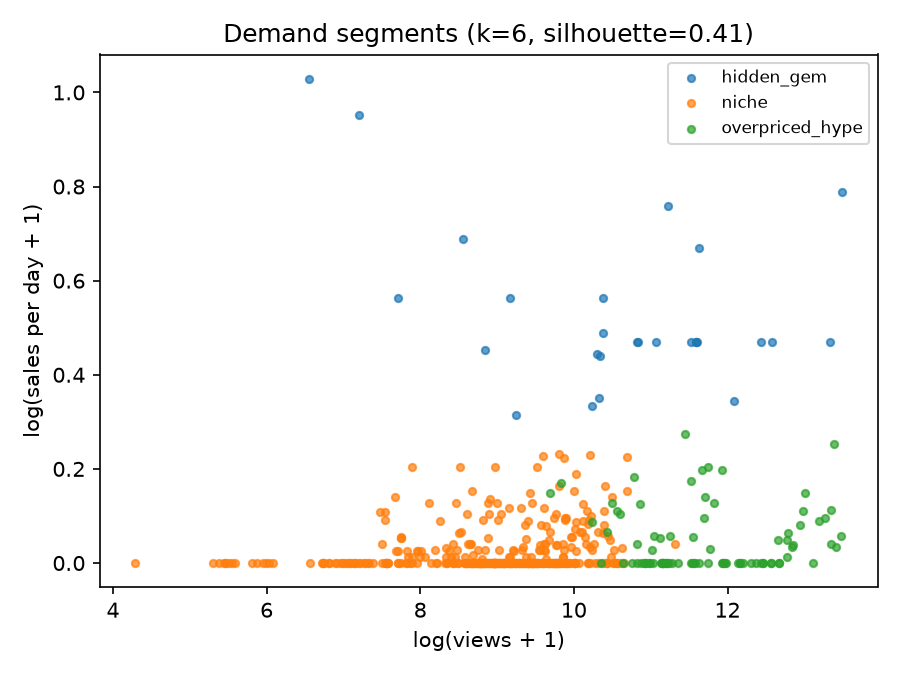 Demand segments (k=6, silhouette=0.41)
hidden_gem
niche
overpriced_hype
log(sales per day + 1)
1.0
0.8
0.6
0.4
0.2
0.0
4 6 8 10 12
log(views + 1)